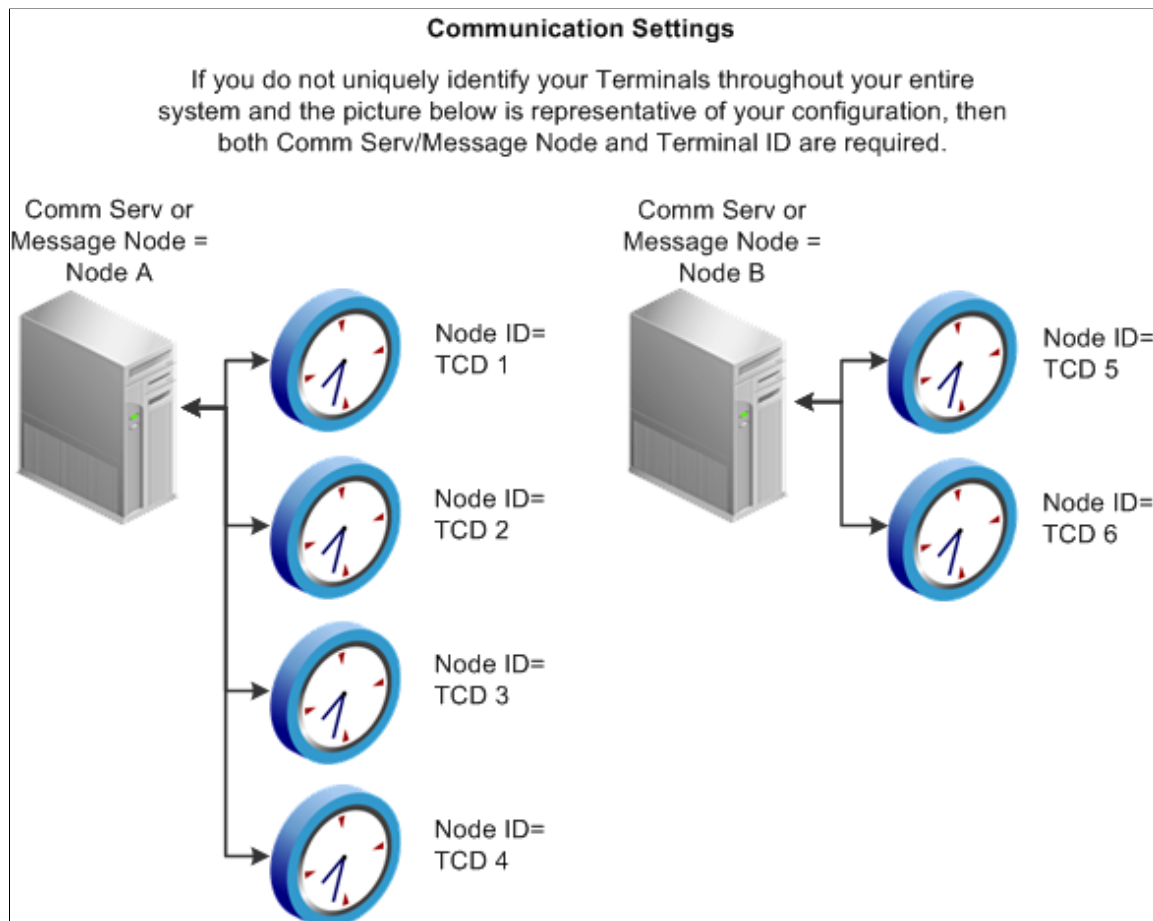 Communication Settings
If you do not uniquely identify your Terminals throughout your entire
system and the picture below is representative of your configuration, then
both Comm Serv/Message Node and Terminal ID are required.
Comm Serv or
Message Node =
Node A
Node ID=
TCD 1
Node ID=
TCD 2
Node ID=
TCD 3
Node ID=
TCD 4
Comm Serv or
Message Node =
Node B
Node ID=
TCD 5
Node ID=
TCD 6